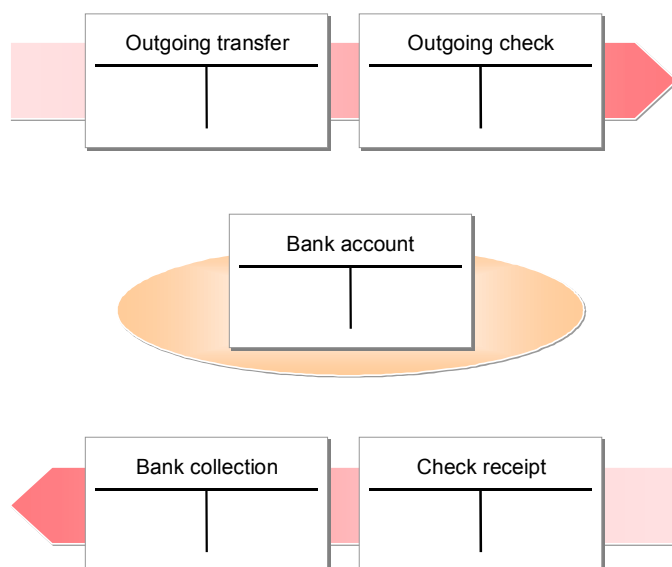 Outgoing transfer
Outgoing check
Bank account
Bank collection
Check receipt